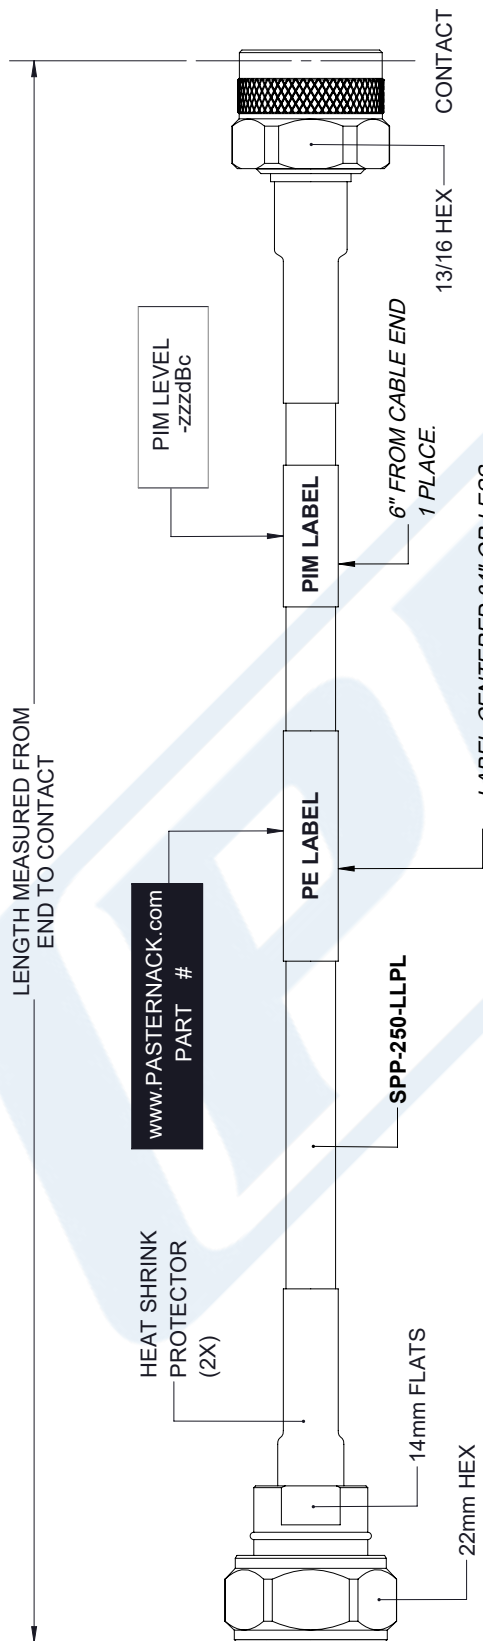 LENGTH MEASURED FROM
END TO CONTACT
HEAT SHRINK
PROTECTOR
(2X)
www.PASTERNACK.com
PART #
PIM LEVEL
-zzzdBc
PE LABEL
PIM LABEL
22mm HEX
14mm FLATS
SPP-250-LLPL
6" FROM CABLE END
1 PLACE.
13/16 HEX
CONTACT